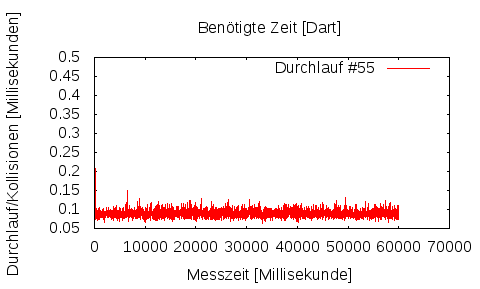 Benötigte Zeit [Dart]
Durchlauf/Kollisionen [Millisekunden]
Durchlauf #55
0.5
0.45
0.4
0.35
0.3
0.25
0.2
0.15
0.1
0.05
0 10000 20000 30000 40000 50000 60000 70000
Messzeit [Millisekunde]